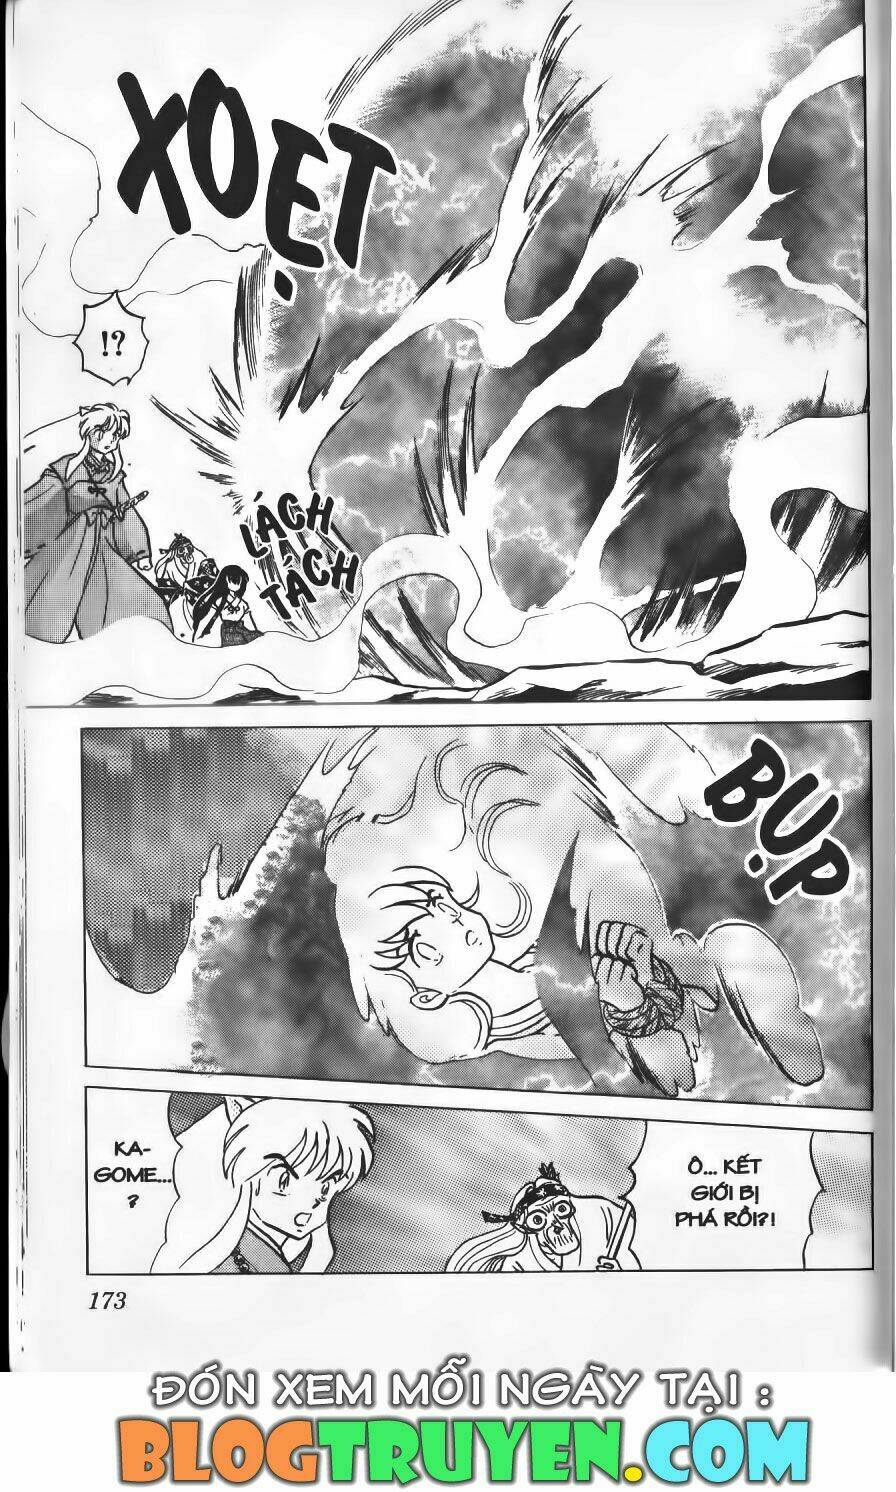 XOẸT
!?
LÁCH
TÁCH
BỤP
Ô... KẾT
GIỚI BỊ
PHÁ RỒI?!
KA-
GOME...
?
173
ĐÓN XEM MỖI NGÀY TẠI :
BLOGTRUYEN.COM